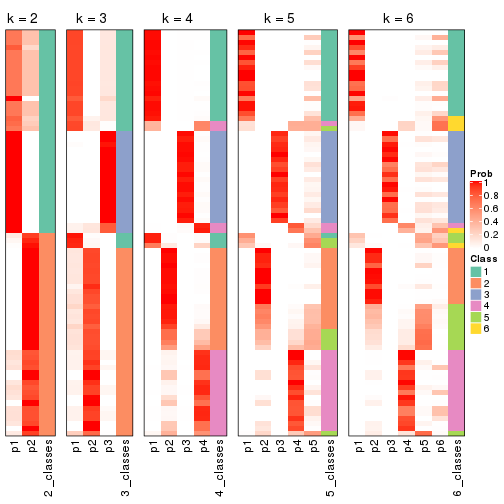 k = 2
k = 3
k = 4
k = 5
k = 6
Prob
1
0.8
0.6
0.4
0.2
0
Class
1
2
3
4
5
6
p1
p2
2_classes
p1
p2
p3
3_classes
p1
p2
p3
p4
4_classes
p1
p2
p3
p4
p5
5_classes
p1
p2
p3
p4
p5
p6
6_classes